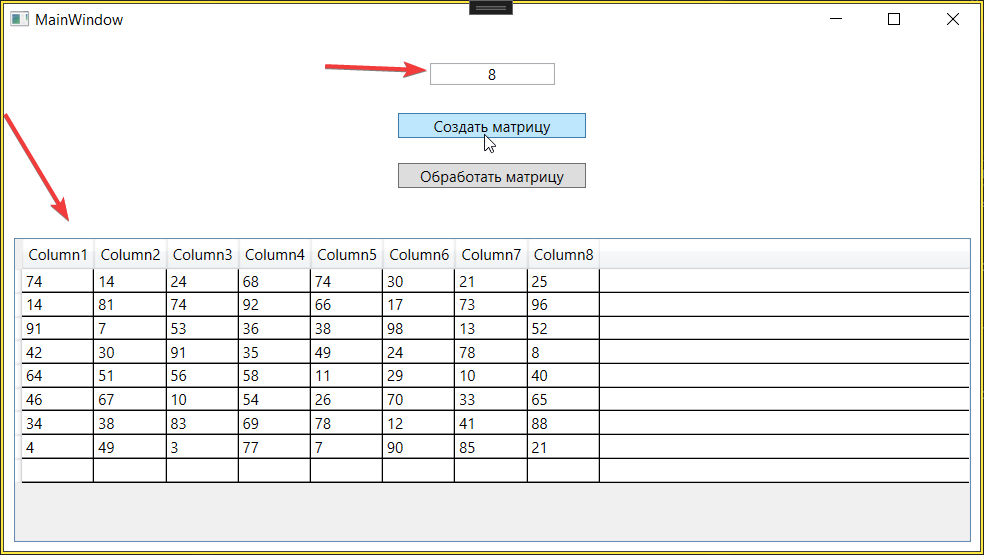 MainWindow
8
Создать матрицу
Обработать матрицу
Column1 Column2 Column3 Column4 Column5 Column6 Column7 Column8
74 14 24 68 74 30 21 25
14 81 74 92 66 17 73 96
91 7 53 36 38 98 13 52
42 30 91 35 49 24 78 8
64 51 56 58 11 29 10 40
46 67 10 54 26 70 33 65
34 38 83 69 78 12 41 88
4 49 3 77 7 90 85 21